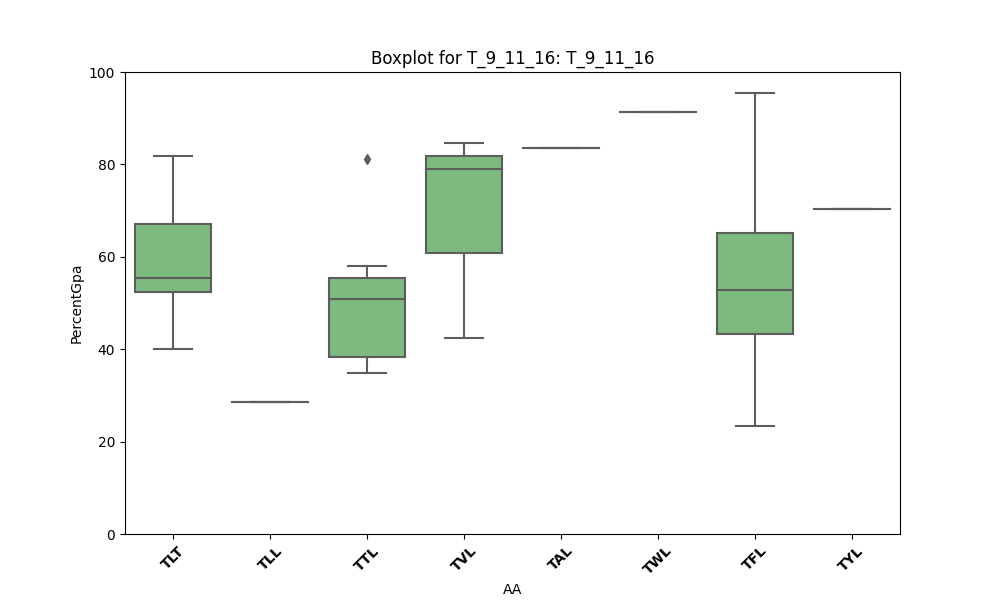 Boxplot for T_9_11_16: T_9_11_16
100
80
60
40
20
0
PercentGpa
TLT
TLL
TTL
TVL
TAL
TWL
TFL
TYL
AA